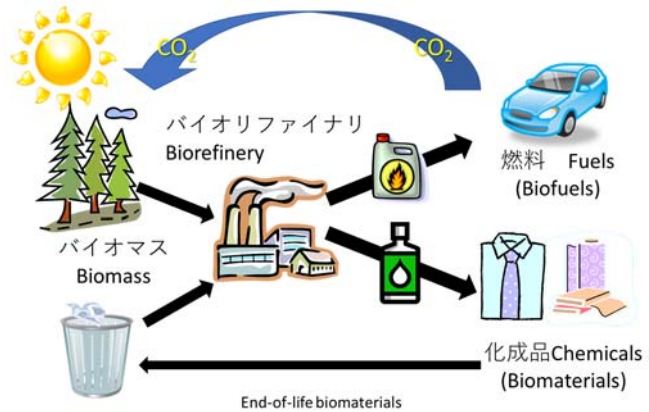 CO2
CO2
バイオリファイナリ
Biorefinery
燃料 Fuels
(Biofuels)
バイオマス
Biomass
化成品Chemicals
(Biomaterials)
End-of-life biomaterials